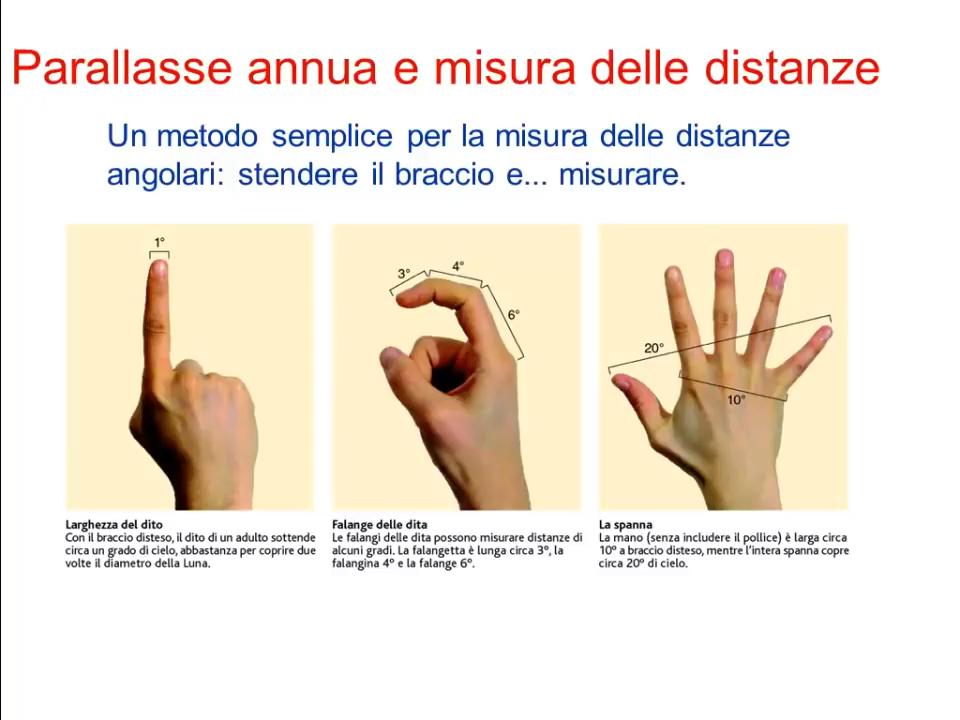 Parallasse annua e misura delle distanze
Un metodo semplice per la misura delle distanze
angolari: stendere il braccio e... misurare.
1°
3°
4°
6°
20°
10°
Larghezza del dito
Con il braccio disteso, il dito di un adulto sottende
circa un grado di cielo, abbastanza per coprire due
volte il diametro della Luna.
Falange delle dita
Le falangi delle dita possono misurare distanze di
alcuni gradi. La falangetta è lunga circa 3°, la
falangina 4° e la falange 6°.
La spanna
La mano (senza includere il pollice) è larga circa
10° a braccio disteso, mentre l'intera spanna copre
circa 20° di cielo.